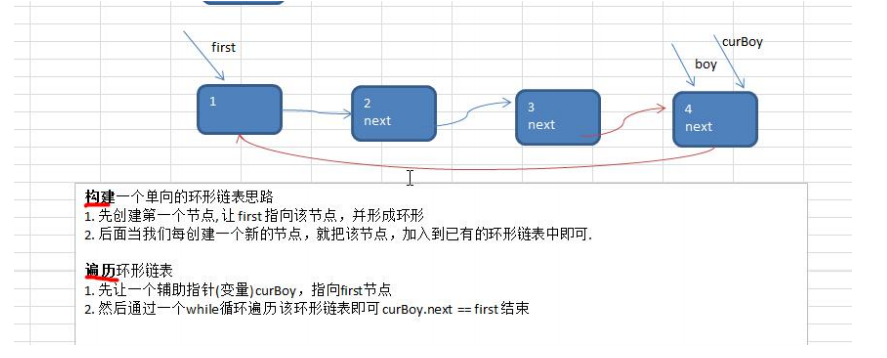 first
curBoy
boy
1
2
next
3
next
4
next
构建一个单向的环形链表思路
1. 先创建第一个节点, 让 first 指向该节点，并形成环形
2. 后面当我们每创建一个新的节点，就把该节点，加入到已有的环形链表中即可.
遍历环形链表
1. 先让一个辅助指针(变量) curBoy，指向first节点
2. 然后通过一个while循环遍历该环形链表即可 curBoy.next == first 结束